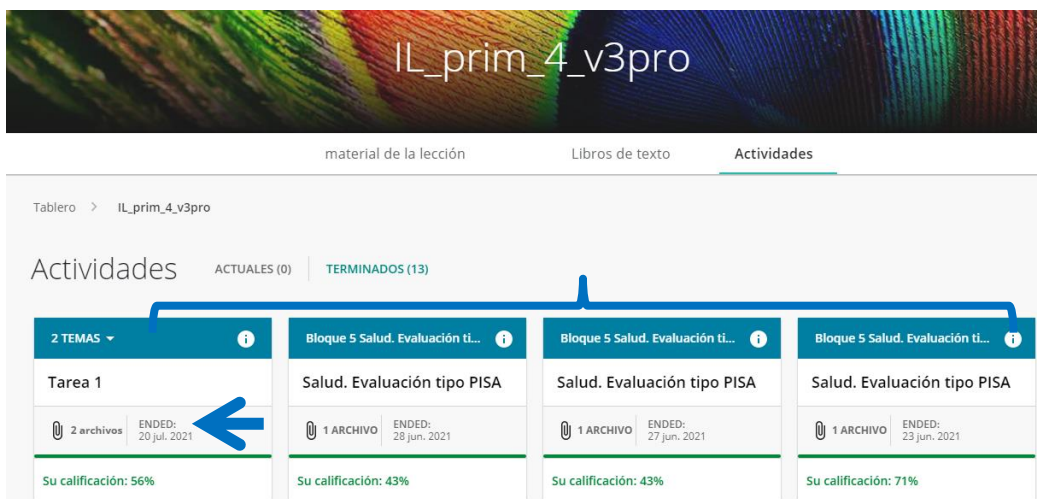 IL_prim_4_v3pro
material de la lección Libros de texto Actividades
Tablero > IL_prim_4_v3pro
Actividades ACTUALES (0) TERMINADOS (13)
2 TEMAS
Tarea 1
2 archivos
ENDED:
20 jul. 2021
Su calificación: 56%
Bloque 5 Salud. Evaluación ti...
Salud. Evaluación tipo PISA
1 ARCHIVO
ENDED:
28 jun. 2021
Su calificación: 43%
Bloque 5 Salud. Evaluación ti...
Salud. Evaluación tipo PISA
1 ARCHIVO
ENDED:
27 jun. 2021
Su calificación: 43%
Bloque 5 Salud. Evaluación ti...
Salud. Evaluación tipo PISA
1 ARCHIVO
ENDED:
23 jun. 2021
Su calificación: 71%